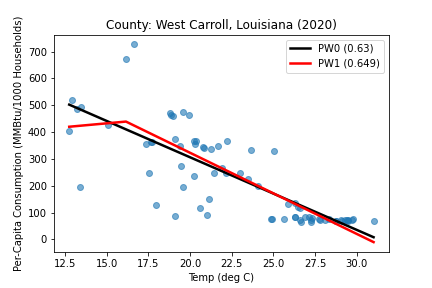 County: West Carroll, Louisiana (2020)
PW0 (0.63)
PW1 (0.649)
Per-Capita Consumption (MMBtu/1000 Households)
700
600
500
400
300
200
100
0
12.5 15.0 17.5 20.0 22.5 25.0 27.5 30.0
Temp (deg C)